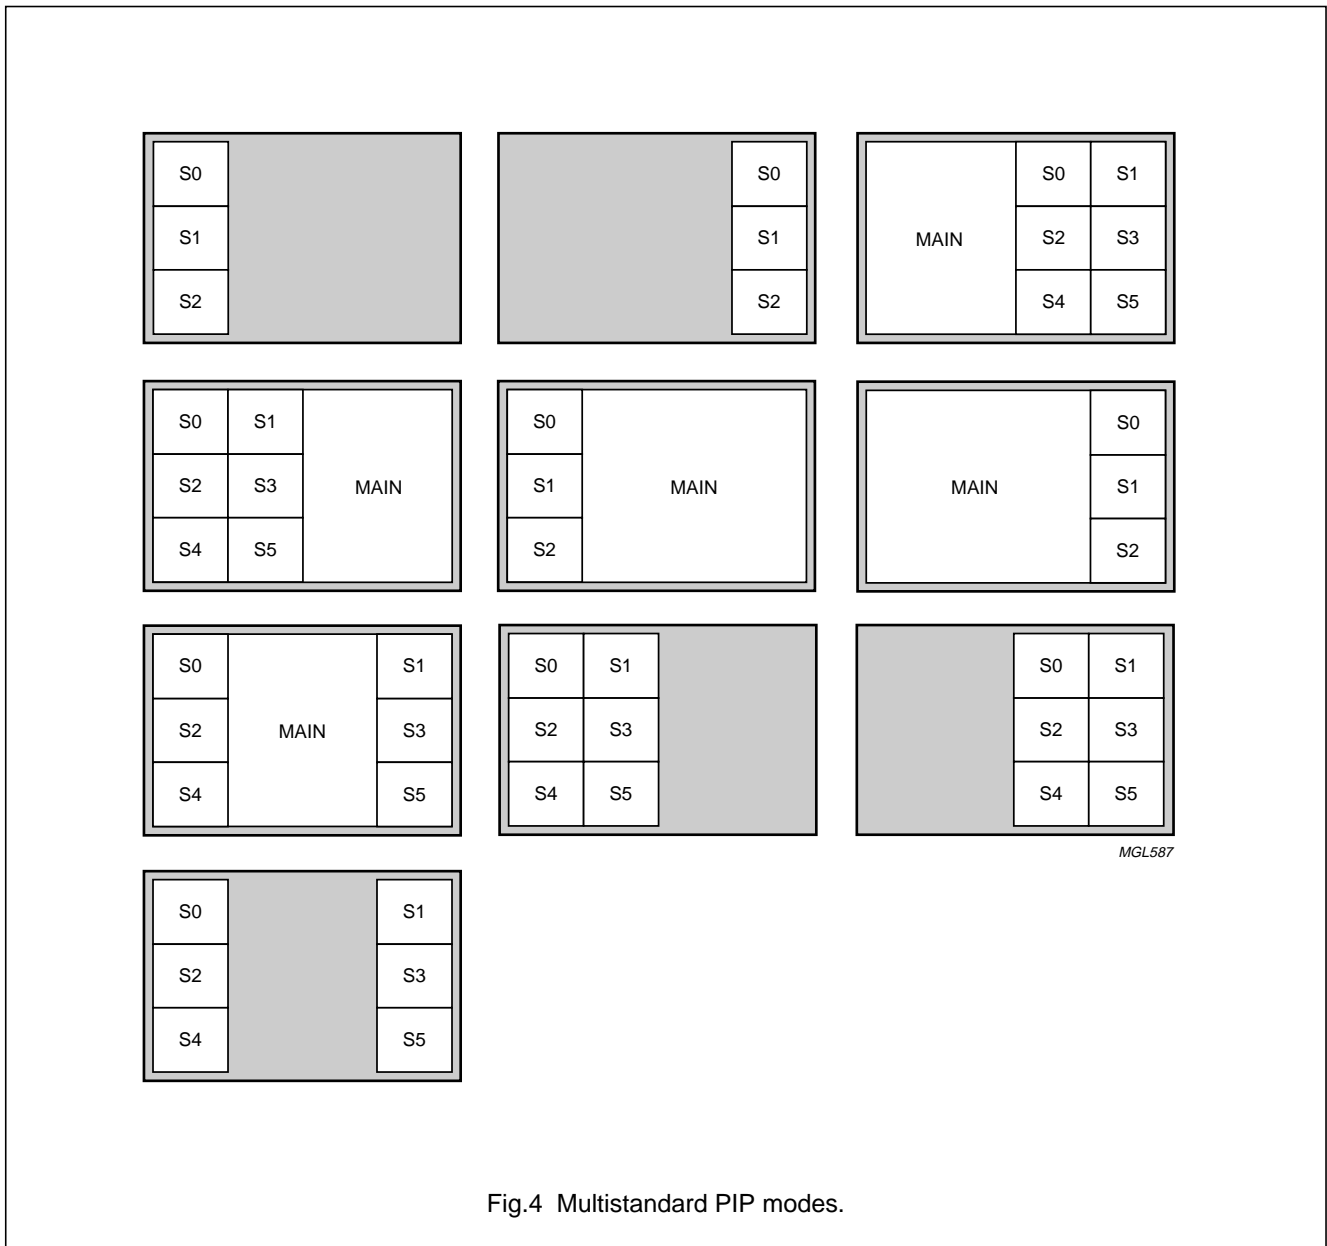 S0 S0 S0 S1
S1 S1 MAIN S2 S3
S2 S2 S4 S5
S0 S1 S0 S0
S2 S3 MAIN S1 MAIN MAIN S1
S4 S5 S2 S2
S0 S1 S0 S1 S0 S1
S2 MAIN S3 S2 S3 S2 S3
S4 S5 S4 S5 S4 S5
MGL587
S0 S1
S2 S3
S4 S5
Fig.4 Multistandard PIP modes.